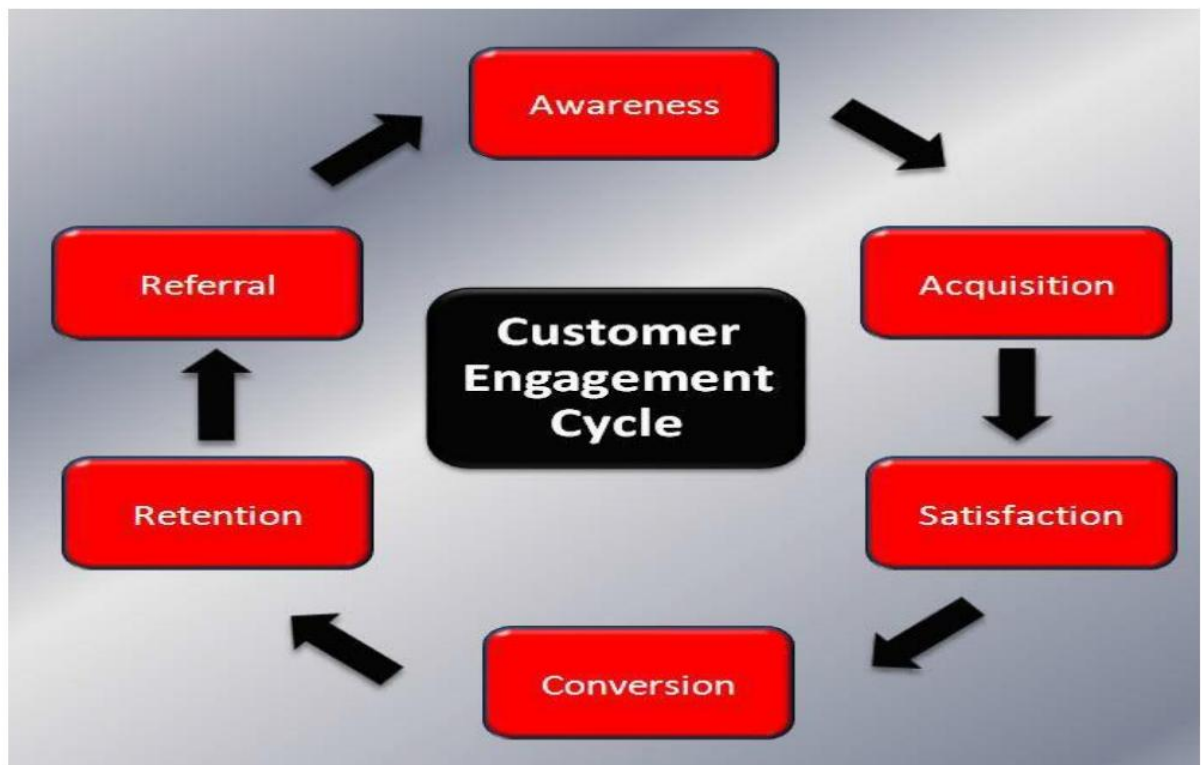 Awareness
Acquisition
Satisfaction
Conversion
Retention
Referral
Customer
Engagement
Cycle